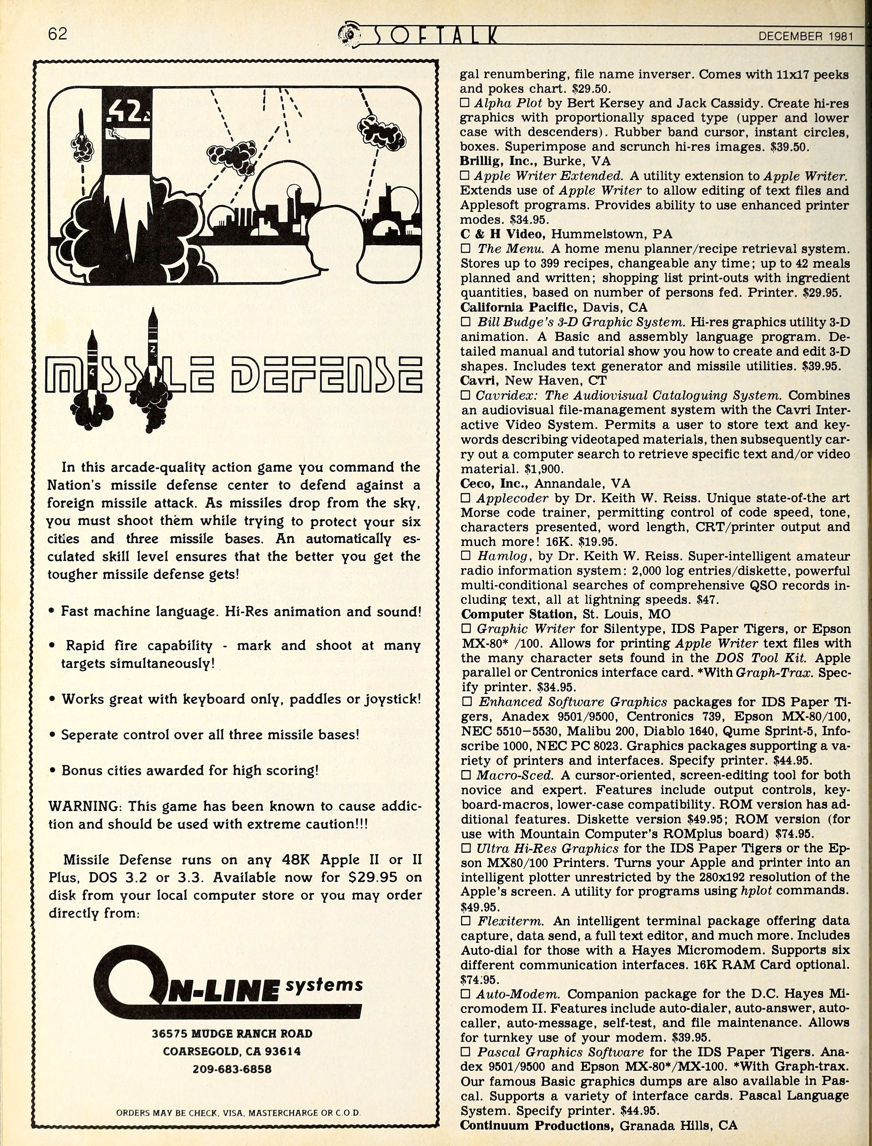 62
SOFTALK
DECEMBER 1981
42
4
2
MISSILE DEFENSE
In this arcade-quality action game you command the
Nation's missile defense center to defend against a
foreign missile attack. As missiles drop from the sky,
you must shoot them while trying to protect your six
cities and three missile bases. An automatically es-
culated skill level ensures that the better you get the
tougher missile defense gets!
• Fast machine language. Hi-Res animation and sound!
• Rapid fire capability - mark and shoot at many
targets simultaneously!
• Works great with keyboard only, paddles or joystick!
• Seperate control over all three missile bases!
• Bonus cities awarded for high scoring!
WARNING: This game has been known to cause addic-
tion and should be used with extreme caution!!!
Missile Defense runs on any 48K Apple II or II
Plus, DOS 3.2 or 3.3. Available now for $29.95 on
disk from your local computer store or you may order
directly from:
ON-LINE systems
36575 MUDGE RANCH ROAD
COARSEGOLD, CA 93614
209-683-6858
ORDERS MAY BE CHECK, VISA, MASTERCHARGE OR C.O.D.
gal renumbering, file name inverser. Comes with 11x17 peeks
and pokes chart. $29.50.
□ Alpha Plot by Bert Kersey and Jack Cassidy. Create hi-res
graphics with proportionally spaced type (upper and lower
case with descenders). Rubber band cursor, instant circles,
boxes. Superimpose and scrunch hi-res images. $39.50.
Brillig, Inc., Burke, VA
□ Apple Writer Extended. A utility extension to Apple Writer.
Extends use of Apple Writer to allow editing of text files and
Applesoft programs. Provides ability to use enhanced printer
modes. $34.95.
C & H Video, Hummelstown, PA
□ The Menu. A home menu planner/recipe retrieval system.
Stores up to 399 recipes, changeable any time; up to 42 meals
planned and written; shopping list print-outs with ingredient
quantities, based on number of persons fed. Printer. $29.95.
California Pacific, Davis, CA
□ Bill Budge's 3-D Graphic System. Hi-res graphics utility 3-D
animation. A Basic and assembly language program. De-
tailed manual and tutorial show you how to create and edit 3-D
shapes. Includes text generator and missile utilities. $39.95.
Cavri, New Haven, CT
□ Cavridex: The Audiovisual Cataloguing System. Combines
an audiovisual file-management system with the Cavri Inter-
active Video System. Permits a user to store text and key-
words describing videotaped materials, then subsequently car-
ry out a computer search to retrieve specific text and/or video
material. $1,900.
Ceco, Inc., Annandale, VA
□ Applecoder by Dr. Keith W. Reiss. Unique state-of-the art
Morse code trainer, permitting control of code speed, tone,
characters presented, word length, CRT/printer output and
much more! 16K. $19.95.
□ Hamlog, by Dr. Keith W. Reiss. Super-intelligent amateur
radio information system: 2,000 log entries/diskette, powerful
multi-conditional searches of comprehensive QSO records in-
cluding text, all at lightning speeds. $47.
Computer Station, St. Louis, MO
□ Graphic Writer for Silentype, IDS Paper Tigers, or Epson
MX-80* /100. Allows for printing Apple Writer text files with
the many character sets found in the DOS Tool Kit. Apple
parallel or Centronics interface card. *With Graph-Trax. Spec-
ify printer. $34.95.
□ Enhanced Software Graphics packages for IDS Paper Ti-
gers, Anadex 9501/9500, Centronics 739, Epson MX-80/100,
NEC 5510-5530, Malibu 200, Diablo 1640, Qume Sprint-5, Info-
scribe 1000, NEC PC 8023. Graphics packages supporting a va-
riety of printers and interfaces. Specify printer. $44.95.
□ Macro-Sced. A cursor-oriented, screen-editing tool for both
novice and expert. Features include output controls, key-
board-macros, lower-case compatibility. ROM version has ad-
ditional features. Diskette version $49.95; ROM version (for
use with Mountain Computer's ROMplus board) $74.95.
□ Ultra Hi-Res Graphics for the IDS Paper Tigers or the Ep-
son MX80/100 Printers. Turns your Apple and printer into an
intelligent plotter unrestricted by the 280x192 resolution of the
Apple's screen. A utility for programs using hplot commands.
$49.95.
□ Flexiterm. An intelligent terminal package offering data
capture, data send, a full text editor, and much more. Includes
Auto-dial for those with a Hayes Micromodem. Supports six
different communication interfaces. 16K RAM Card optional.
$74.95.
□ Auto-Modem. Companion package for the D.C. Hayes Mi-
cromodem II. Features include auto-dialer, auto-answer, auto-
caller, auto-message, self-test, and file maintenance. Allows
for turnkey use of your modem. $39.95.
□ Pascal Graphics Software for the IDS Paper Tigers. Ana-
dex 9501/9500 and Epson MX-80*/MX-100. *With Graph-trax.
Our famous Basic graphics dumps are also available in Pas-
cal. Supports a variety of interface cards. Pascal Language
System. Specify printer. $44.95.
Continuum Productions, Granada Hills, CA